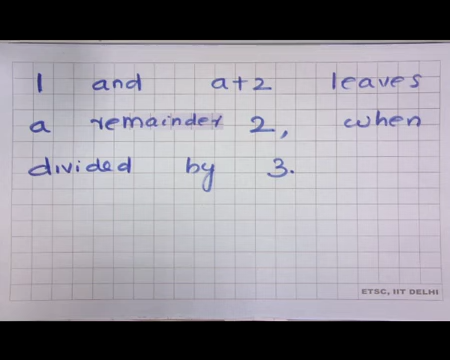 1 and a+2 leaves
a remainder 2, when
divided by 3.
ETSC, IIT DELHI